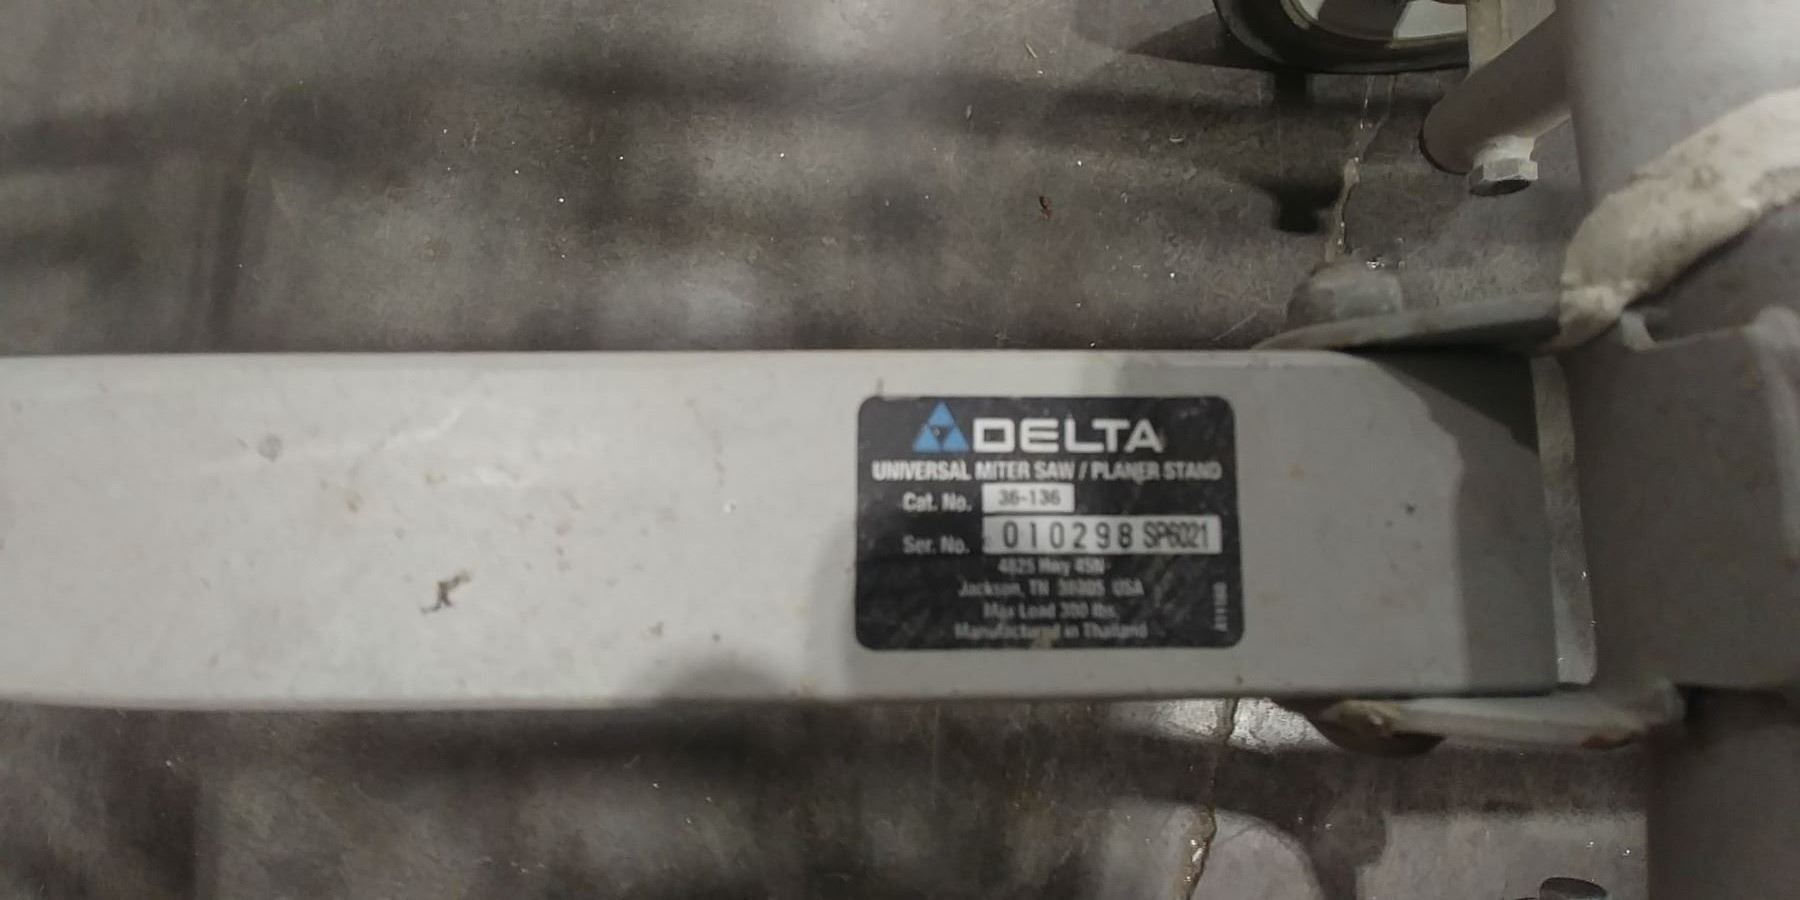 DELTA
UNIVERSAL MITER SAW / PLANER STAND
Cat. No. 36-136
Ser. No. 010298 SP6021
4825 Hwy 45N
Jackson, TN 38305 USA
Max Load 300 lbs.
Manufactured in Thailand